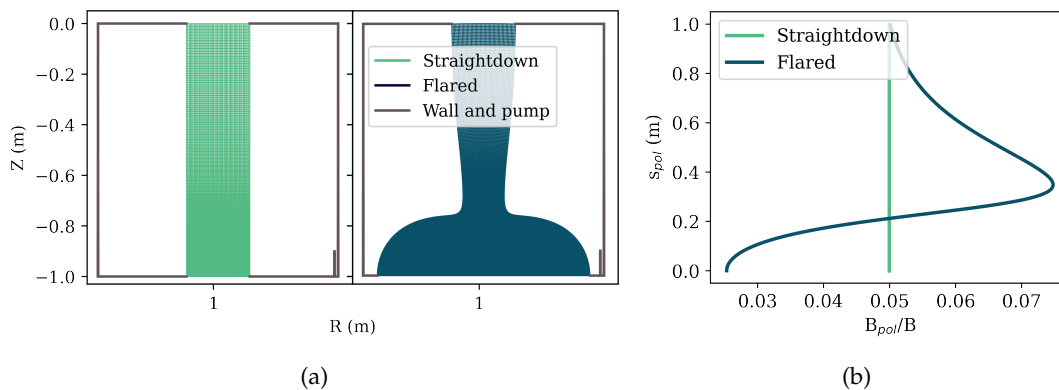 0.0
−0.2
−0.4
−0.6
−0.8
−1.0
Z (m)
Straightdown
Flared
Wall and pump
1
1
R (m)
(a)
Straightdown
Flared
1.0
0.8
0.6
0.4
0.2
0.0
s_pol (m)
0.03 0.04 0.05 0.06 0.07
B_pol/B
(b)